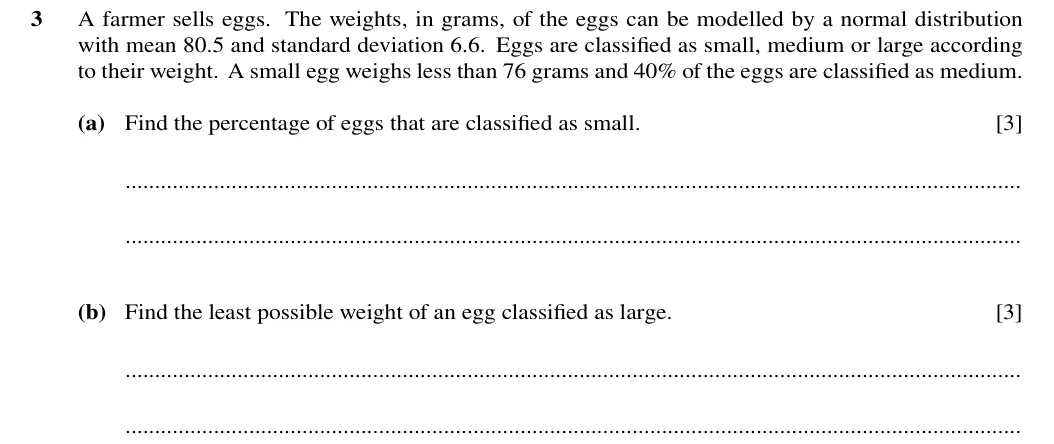 3 A farmer sells eggs. The weights, in grams, of the eggs can be modelled by a normal distribution
with mean 80.5 and standard deviation 6.6. Eggs are classified as small, medium or large according
to their weight. A small egg weighs less than 76 grams and 40% of the eggs are classified as medium.
(a) Find the percentage of eggs that are classified as small. [3]
(b) Find the least possible weight of an egg classified as large. [3]